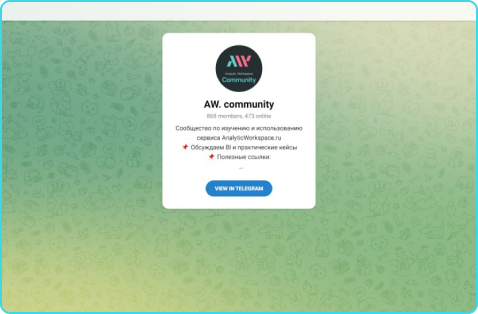 AW
Analytic Workspace
Community
AW. community
868 members, 473 online
Сообщество по изучению и использованию
сервиса AnalyticWorkspace.ru
📌 Обсуждаем BI и практические кейсы
📌 Полезные ссылки:
...
VIEW IN TELEGRAM